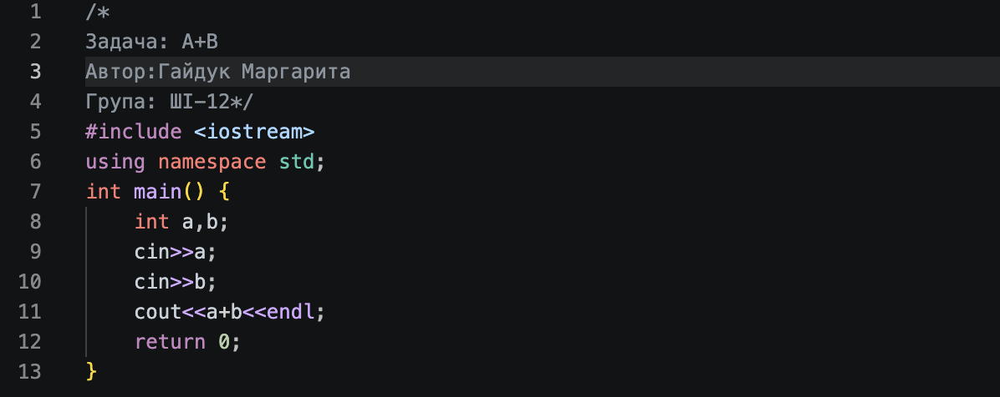 1 /*
2 Задача: A+B
3 Автор:Гайдук Маргарита
4 Група: ШІ-12*/
5 #include <iostream>
6 using namespace std;
7 int main() {
8 int a,b;
9 cin>>a;
10 cin>>b;
11 cout<<a+b<<endl;
12 return 0;
13 }